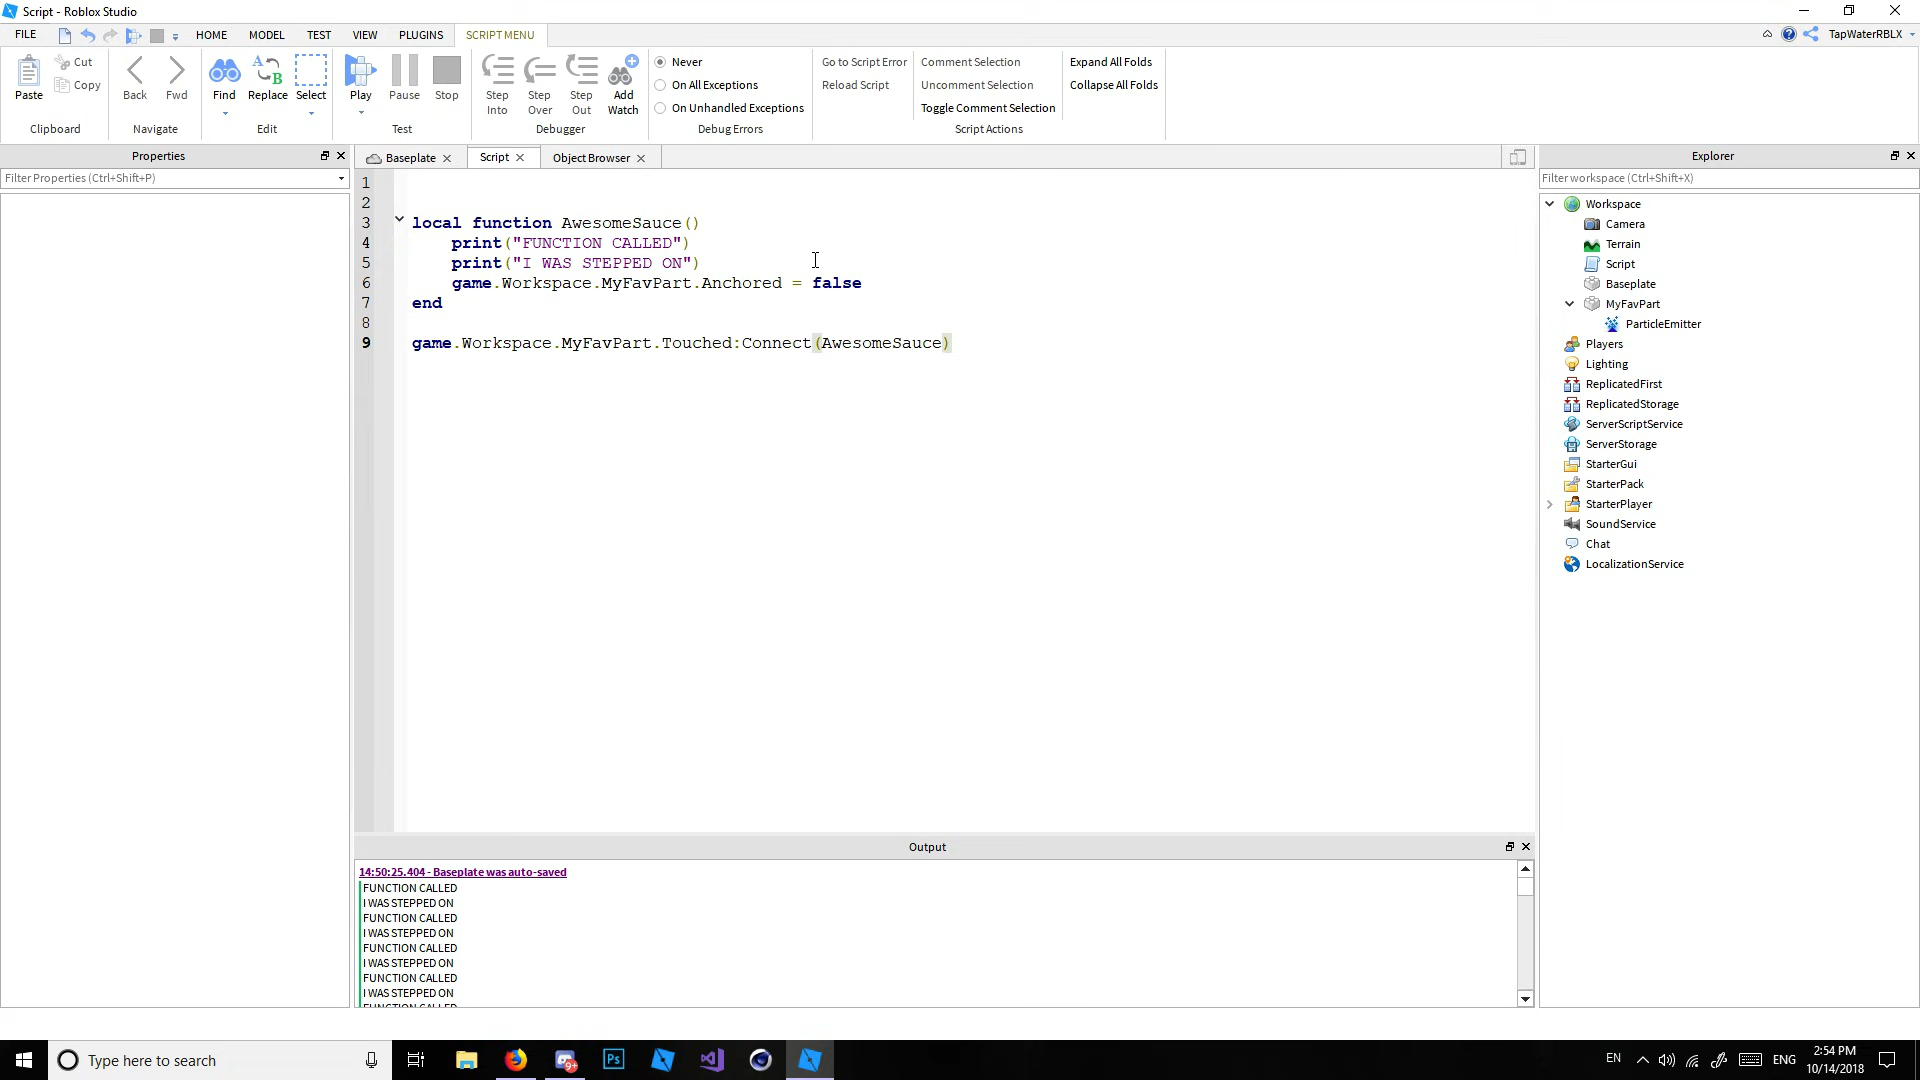 Script - Roblox Studio
FILE HOME MODEL TEST VIEW PLUGINS SCRIPT MENU TapWaterRBLX
Paste Cut Copy Back Fwd Find Replace Select Play Pause Stop Step Into Step Over Step Out Add Watch
Never
On All Exceptions
On Unhandled Exceptions
Go to Script Error
Reload Script
Comment Selection
Uncomment Selection
Toggle Comment Selection
Expand All Folds
Collapse All Folds
Clipboard Navigate Edit Test Debugger Debug Errors Script Actions
Properties
Filter Properties (Ctrl+Shift+P)
Baseplate Script Object Browser
1
2
3 local function AwesomeSauce()
4 print("FUNCTION CALLED")
5 print("I WAS STEPPED ON")
6 game.Workspace.MyFavPart.Anchored = false
7 end
8
9 game.Workspace.MyFavPart.Touched:Connect(AwesomeSauce)
Output
14:50:25.404 - Baseplate was auto-saved
FUNCTION CALLED
I WAS STEPPED ON
FUNCTION CALLED
I WAS STEPPED ON
FUNCTION CALLED
I WAS STEPPED ON
FUNCTION CALLED
I WAS STEPPED ON
FUNCTION CALLED
Explorer
Filter workspace (Ctrl+Shift+X)
Workspace
Camera
Terrain
Script
Baseplate
MyFavPart
ParticleEmitter
Players
Lighting
ReplicatedFirst
ReplicatedStorage
ServerScriptService
ServerStorage
StarterGui
StarterPack
StarterPlayer
SoundService
Chat
LocalizationService
Type here to search
Ps
9+
EN
ENG
2:54 PM
10/14/2018